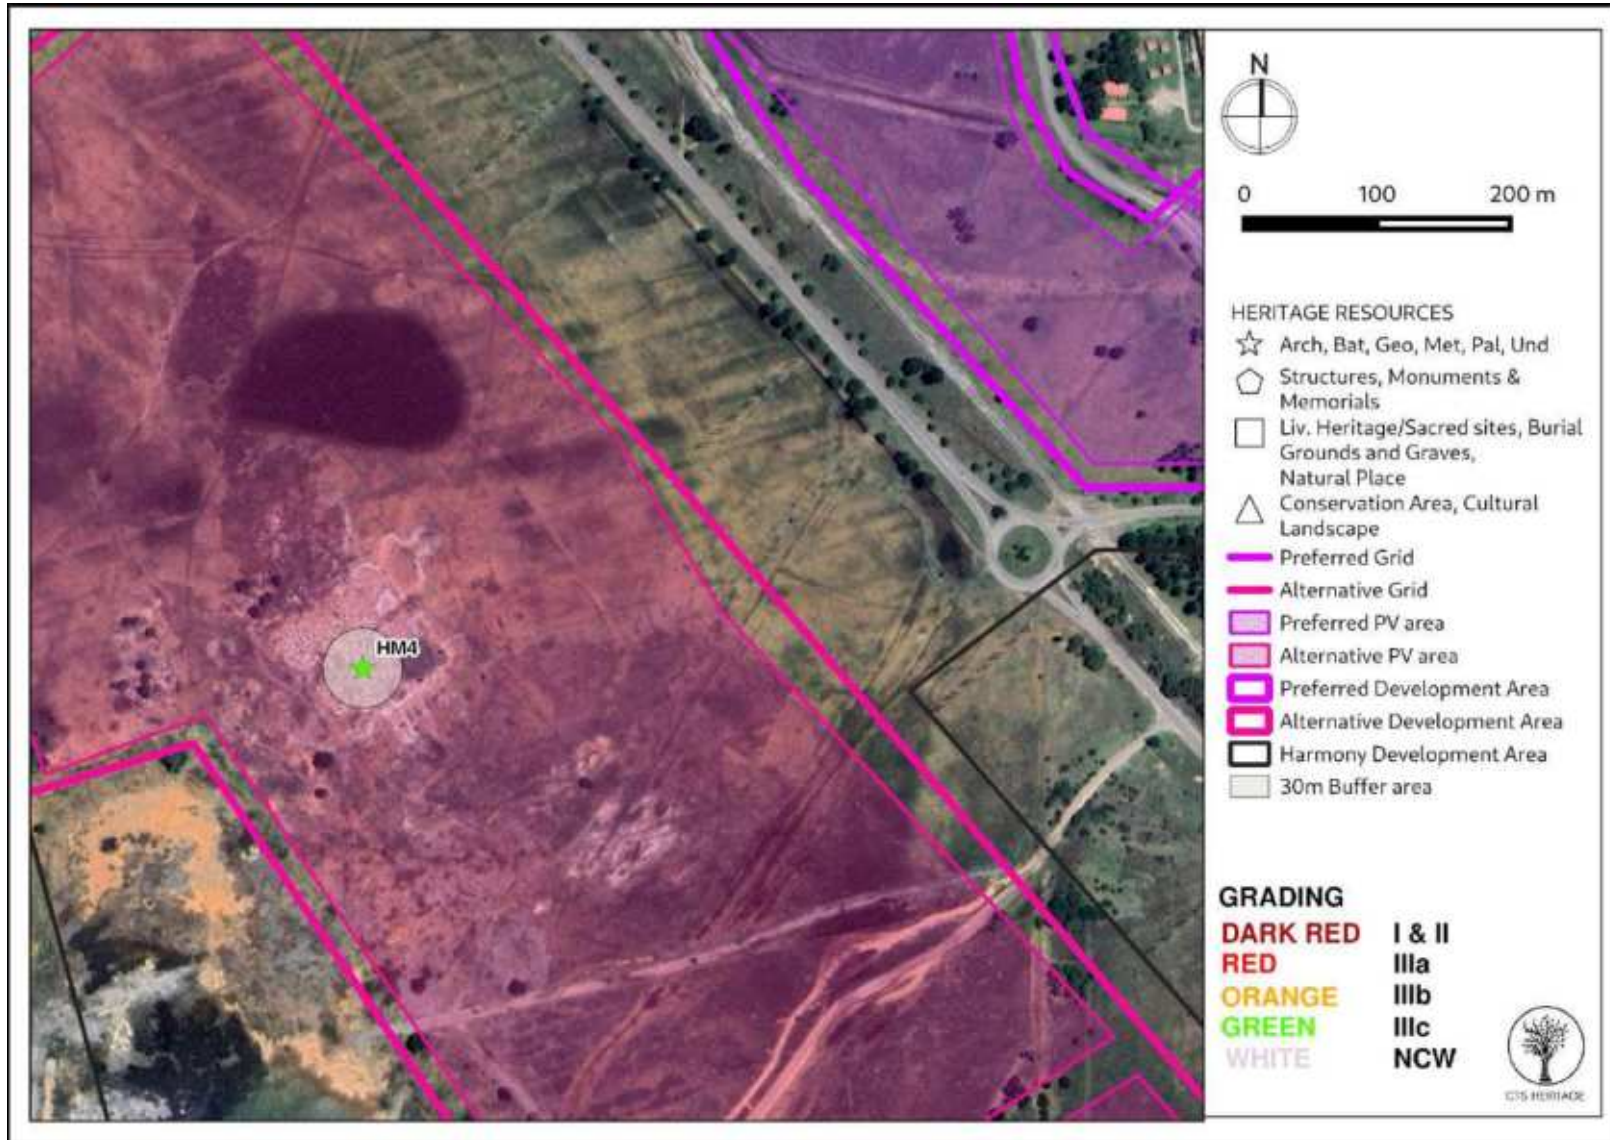 N
0 100 200 m
HERITAGE RESOURCES
Arch, Bat, Geo, Met, Pal, Und
Structures, Monuments &
Memorials
Liv. Heritage/Sacred sites, Burial
Grounds and Graves,
Natural Place
Conservation Area, Cultural
Landscape
Preferred Grid
Alternative Grid
Preferred PV area
Alternative PV area
Preferred Development Area
Alternative Development Area
Harmony Development Area
30m Buffer area
HM4
GRADING
DARK RED I & II
RED IIIa
ORANGE IIIb
GREEN IIIc
WHITE NCW
CTS HERITAGE